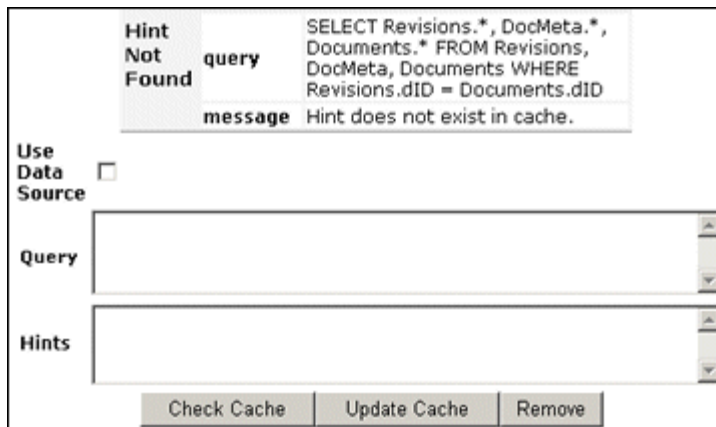 Hint Not Found
query
SELECT Revisions.*, DocMeta.*,
Documents.* FROM Revisions,
DocMeta, Documents WHERE
Revisions.dID = Documents.dID
message
Hint does not exist in cache.
Use
Data
Source
Query
Hints
Check Cache
Update Cache
Remove